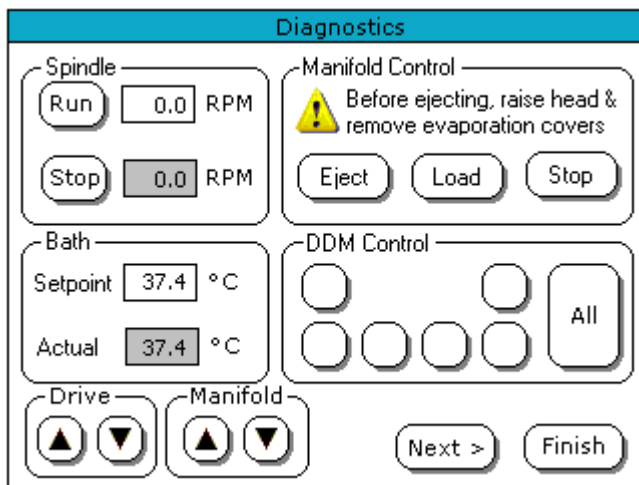 Diagnostics
Spindle
Run 0.0 RPM
Stop 0.0 RPM
Manifold Control
Before ejecting, raise head &
remove evaporation covers
Eject Load Stop
Bath
Setpoint 37.4 °C
Actual 37.4 °C
DDM Control
All
Drive
Manifold
Next >
Finish